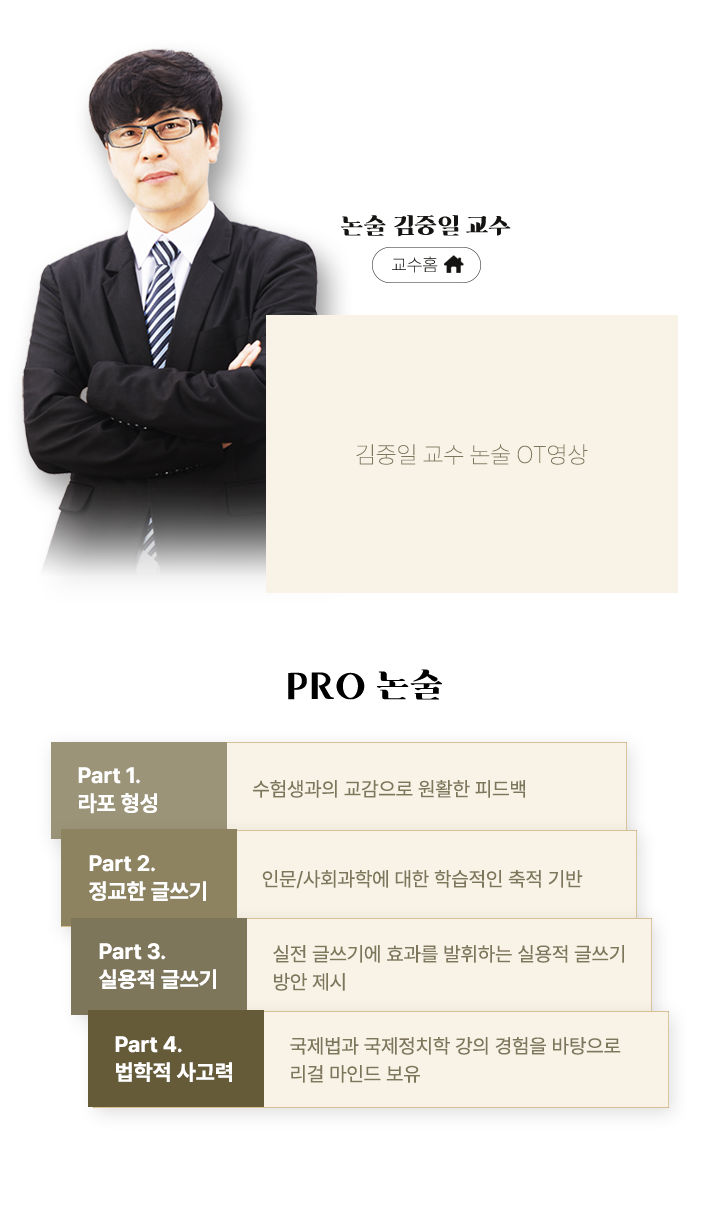 논술 김중일 교수
교수홈
김중일 교수 논술 OT영상
PRO 논술
Part 1.
라포 형성
수험생과의 교감으로 원활한 피드백
Part 2.
정교한 글쓰기
인문/사회과학에 대한 학습적인 축적 기반
Part 3.
실용적 글쓰기
실전 글쓰기에 효과를 발휘하는 실용적 글쓰기
방안 제시
Part 4.
법학적 사고력
국제법과 국제정치학 강의 경험을 바탕으로
리걸 마인드 보유